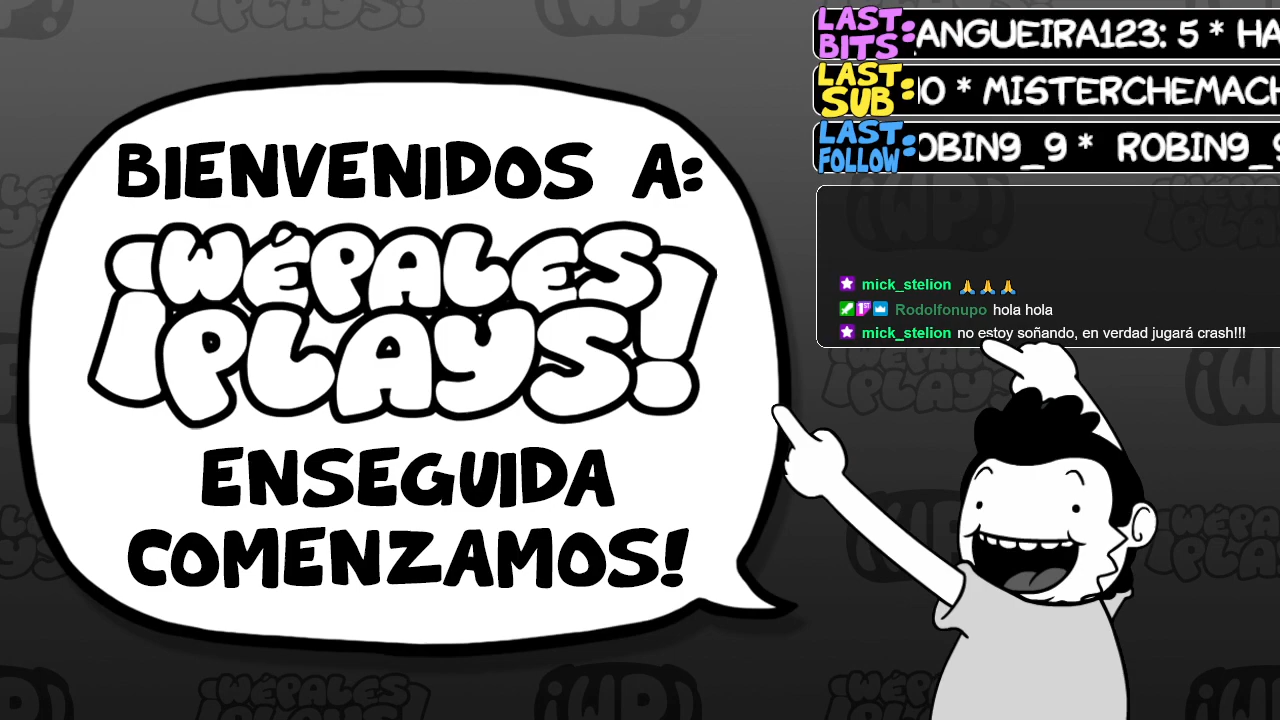 BIENVENIDOS A:
¡WÉPALES
PLAYS!
ENSEGUIDA
COMENZAMOS!
LAST BITS: ANGUEIRA123: 5 * HA
LAST SUB: IO * MISTERCHEMACH
LAST FOLLOW: OBIN9_9 * ROBIN9_9
mick_stelion 🙏🙏🙏
Rodolfonupo hola hola
mick_stelion no estoy soñando, en verdad jugará crash!!!